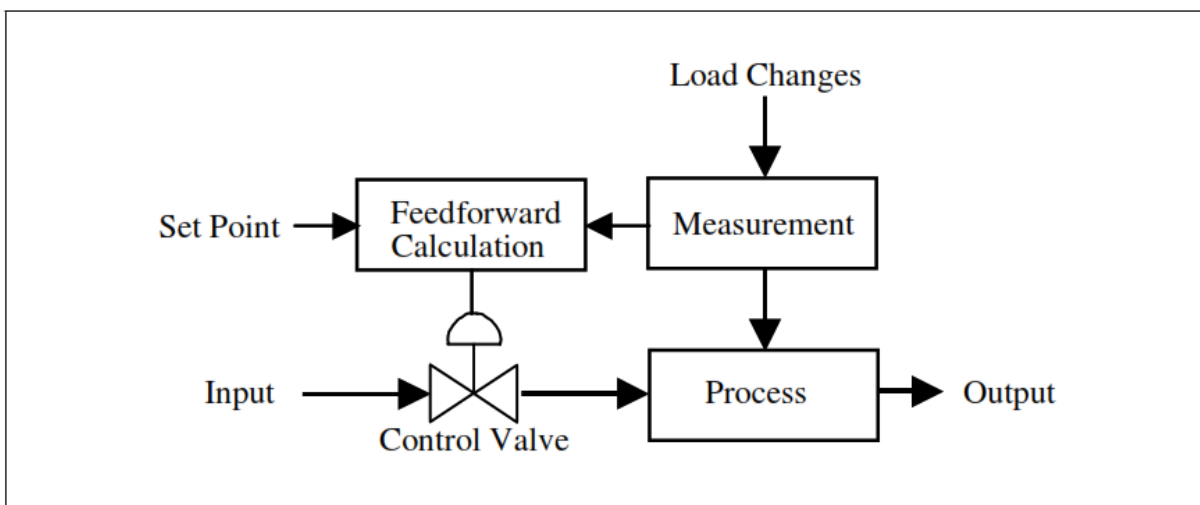 Load Changes
Set Point
Feedforward
Calculation
Measurement
Input
Control Valve
Process
Output